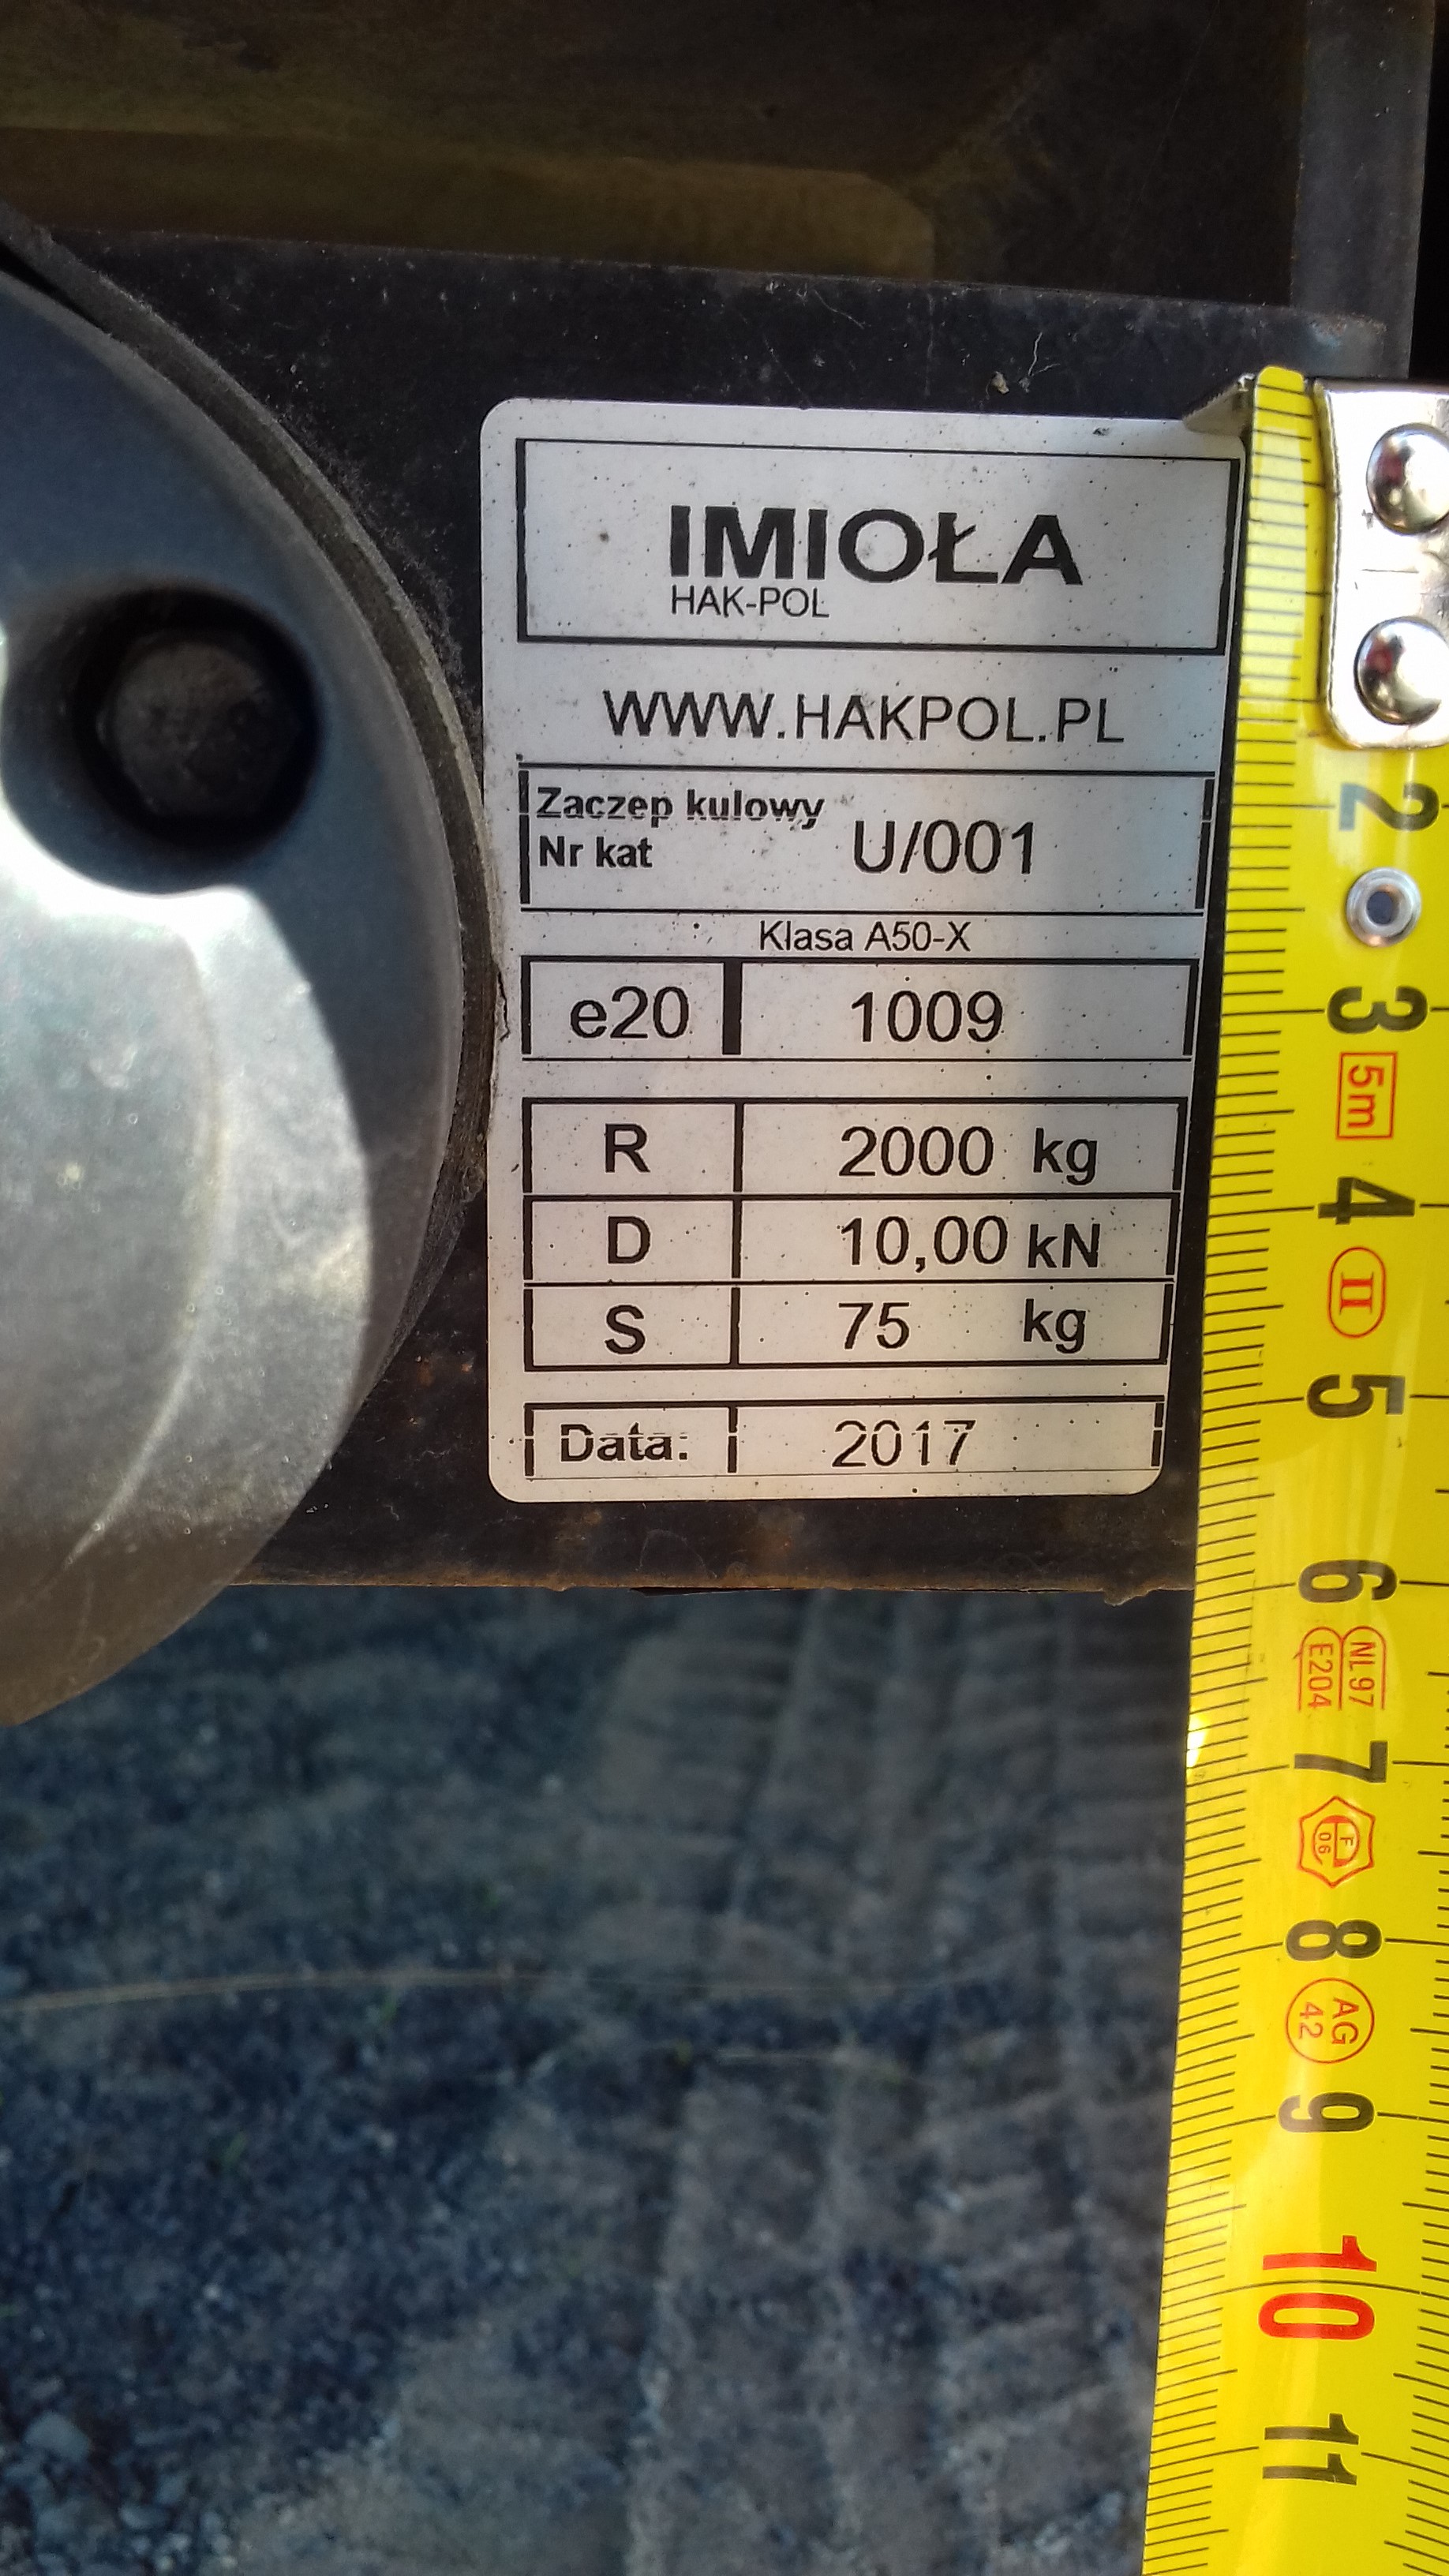 IMIOŁA
HAK-POL
WWW.HAKPOL.PL
Zaczep kulowy
Nr kat U/001
Klasa A50-X
e20 1009
R 2000 kg
D 10,00 kN
S 75 kg
Data: 2017
2
3
5m
4
II
5
6
NL97
E204
7
F
06
8
AG
42
9
10
11